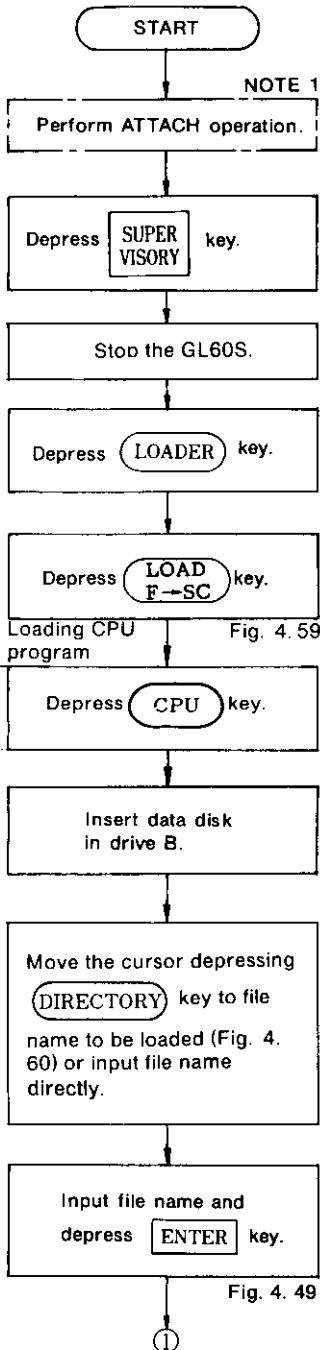 START
NOTE 1
Perform ATTACH operation.
Depress SUPER VISORY key.
Stop the GL60S.
Depress LOADER key.
Depress LOAD F→SC key.
Loading CPU program
Fig. 4.59
Depress CPU key.
Insert data disk
in drive B.
Move the cursor depressing
DIRECTORY key to file
name to be loaded (Fig. 4.
60) or input file name
directly.
Input file name and
depress ENTER key.
Fig. 4. 49
①